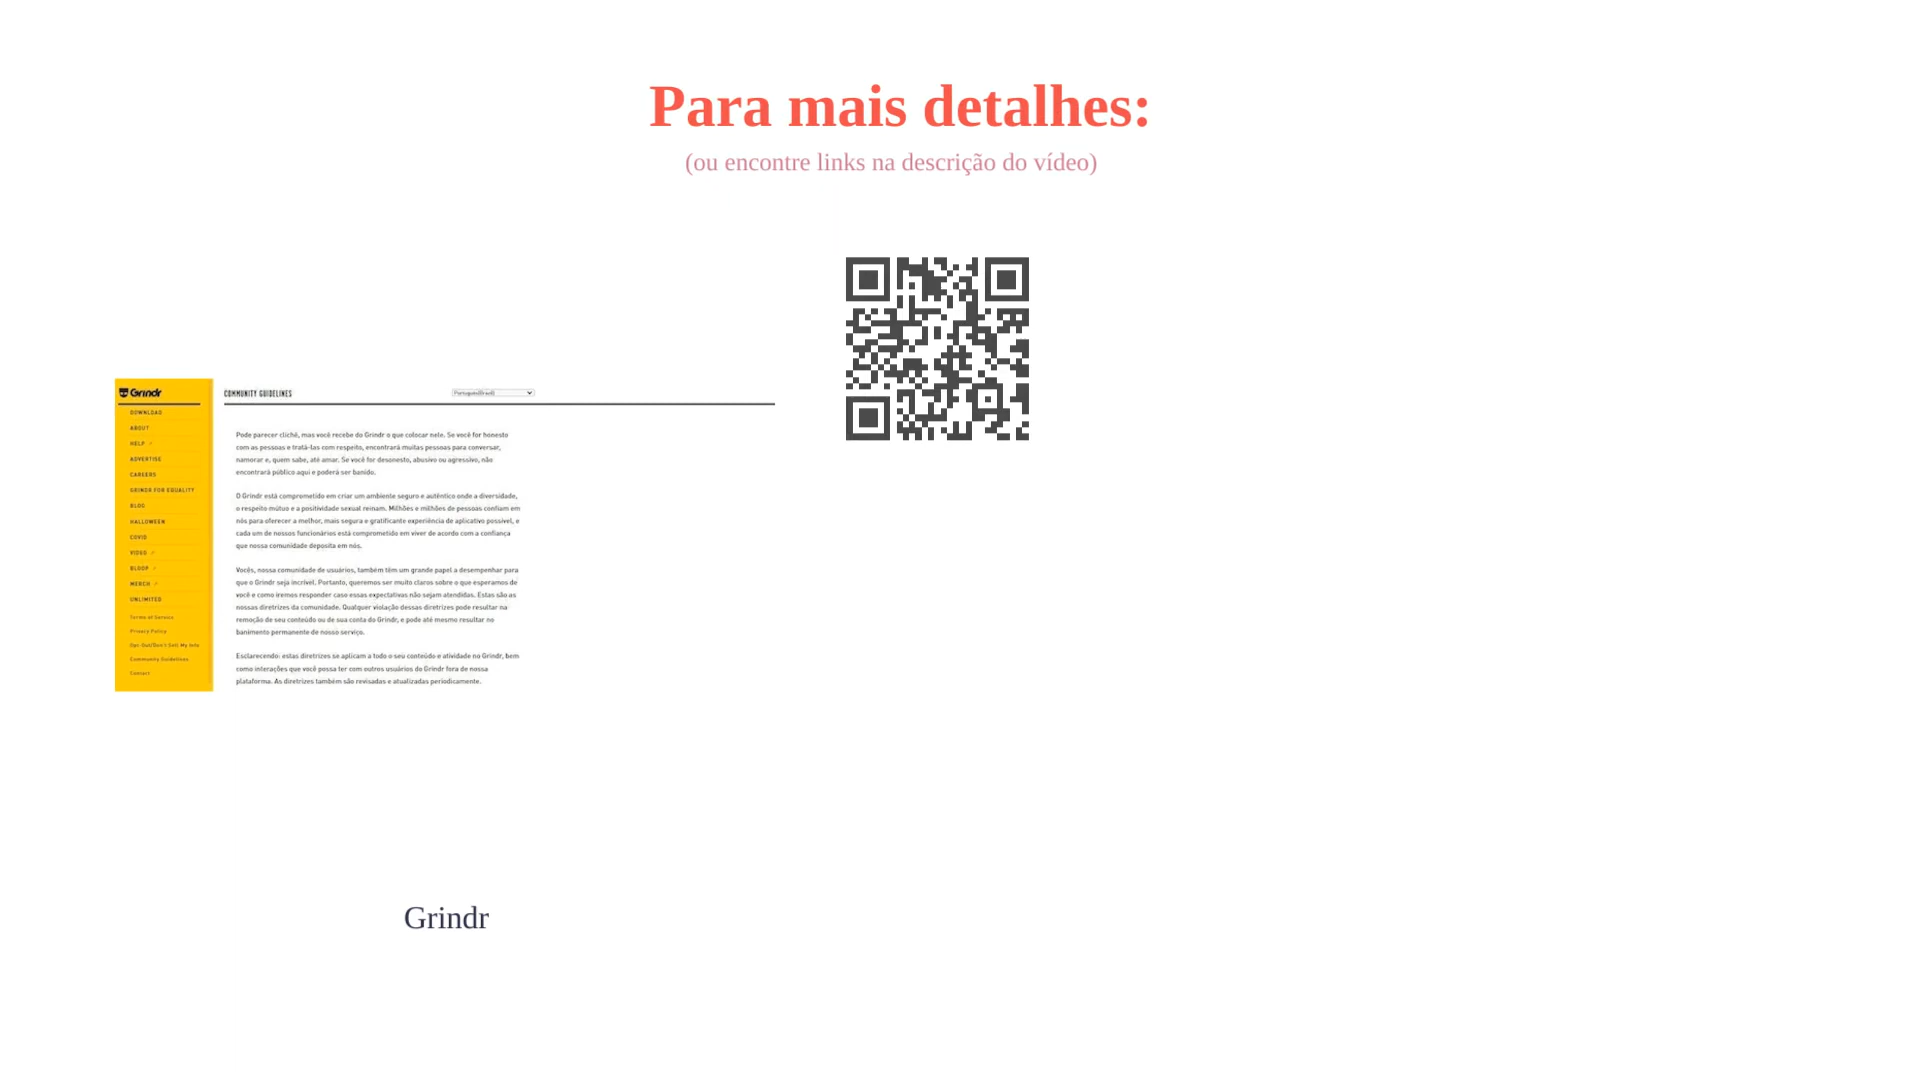 Para mais detalhes:
(ou encontre links na descrição do vídeo)
Grindr
DOWNLOAD
ABOUT
HELP
ADVERTISE
CAREERS
GRINDR FOR EQUALITY
BLOG
HALLOWEEN
COVID
VIDEO
BLOOP
MERCH
UNLIMITED
Terms of Service
Privacy Policy
Opt Out/Don't Sell My Info
Community Guidelines
Contact
COMMUNITY GUIDELINES
Português(Brasil)
Pode parecer clichê, mas você recebe do Grindr o que colocar nele. Se você for honesto
com as pessoas e tratá-las com respeito, encontrará muitas pessoas para conversar,
namorar e, quem sabe, até amar. Se você for desonesto, abusivo ou agressivo, não
encontrará público aqui e poderá ser banido.
O Grindr está comprometido em criar um ambiente seguro e autêntico onde a diversidade,
o respeito mútuo e a positividade sexual reinam. Milhões e milhões de pessoas confiam em
nós para oferecer a melhor, mais segura e gratificante experiência de aplicativo possível, e
cada um de nossos funcionários está comprometido em viver de acordo com a confiança
que nossa comunidade deposita em nós.
Vocês, nossa comunidade de usuários, também têm um grande papel a desempenhar para
que o Grindr seja incrível. Portanto, queremos ser muito claros sobre o que esperamos de
você e como iremos responder caso essas expectativas não sejam atendidas. Estas são as
nossas diretrizes da comunidade. Qualquer violação dessas diretrizes pode resultar na
remoção de seu conteúdo ou de sua conta do Grindr, e pode até mesmo resultar no
banimento permanente de nosso serviço.
Esclarecendo: estas diretrizes se aplicam a todo o seu conteúdo e atividade no Grindr, bem
como interações que você possa ter com outros usuários do Grindr fora de nossa
plataforma. As diretrizes também são revisadas e atualizadas periodicamente.
Grindr